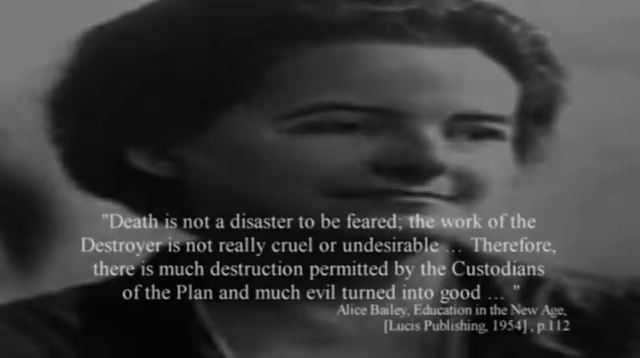 "Death is not a disaster to be feared; the work of the
Destroyer is not really cruel or undesirable ... Therefore,
there is much destruction permitted by the Custodians
of the Plan and much evil turned into good ... "
Alice Bailey, Education in the New Age,
[Lucis Publishing, 1954] , p.112